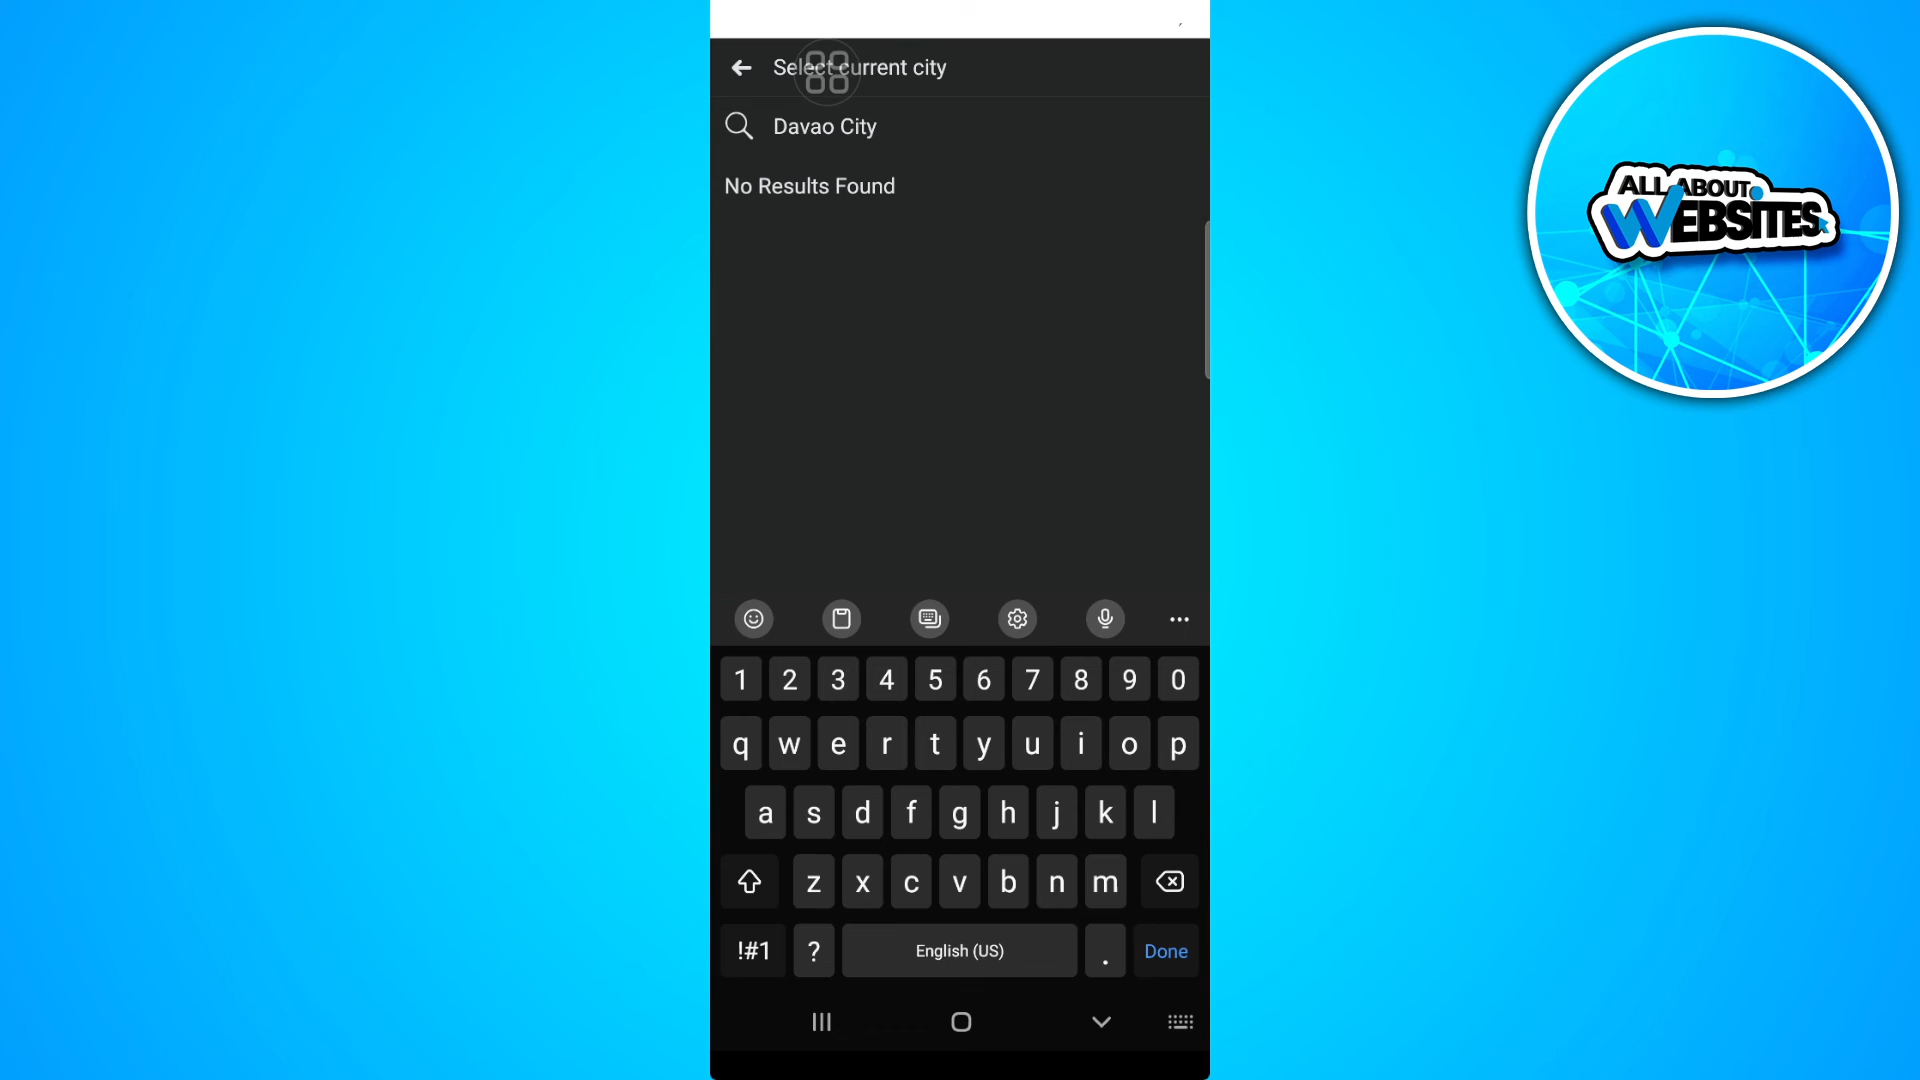 Select current city
Davao City
No Results Found
ALL ABOUT
WEBSITES
1 2 3 4 5 6 7 8 9 0
q w e r t y u i o p
a s d f g h j k l
z x c v b n m
!#1 ? English (US) . Done